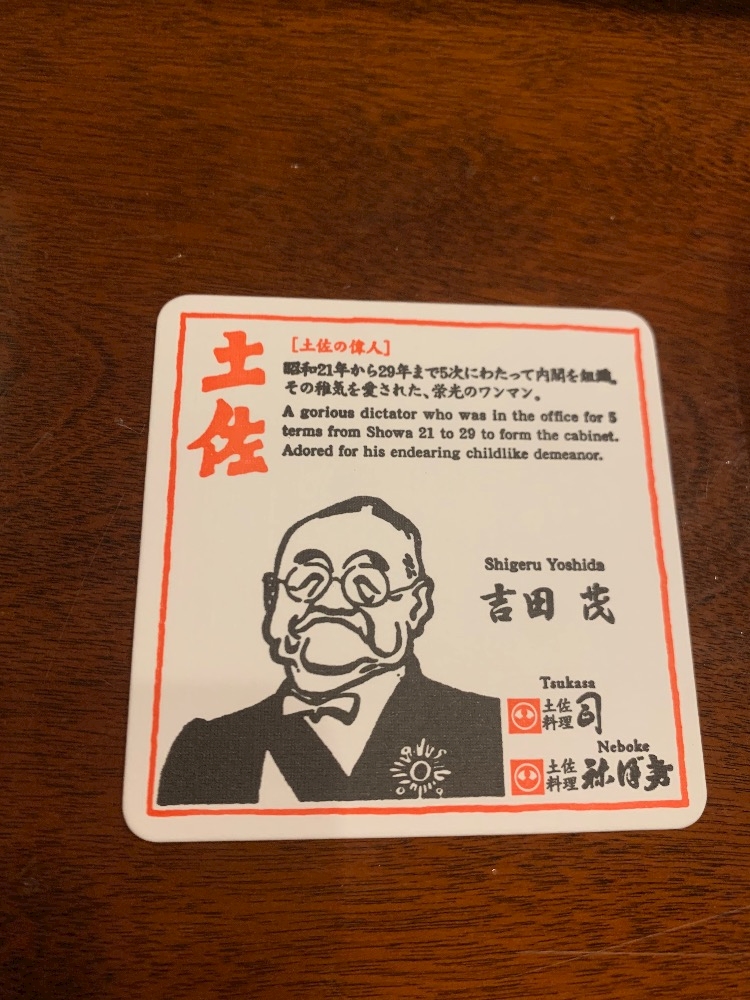 土佐
[土佐の偉人]
昭和21年から29年まで5次にわたって内閣を組織。
その稚気を愛された、栄光のワンマン。
A gorious dictator who was in the office for 5
terms from Showa 21 to 29 to form the cabinet.
Adored for his endearing childlike demeanor.
Shigeru Yoshida
吉田 茂
Tsukasa
土佐
料理
司
Neboke
土佐
料理
祢ぼけ